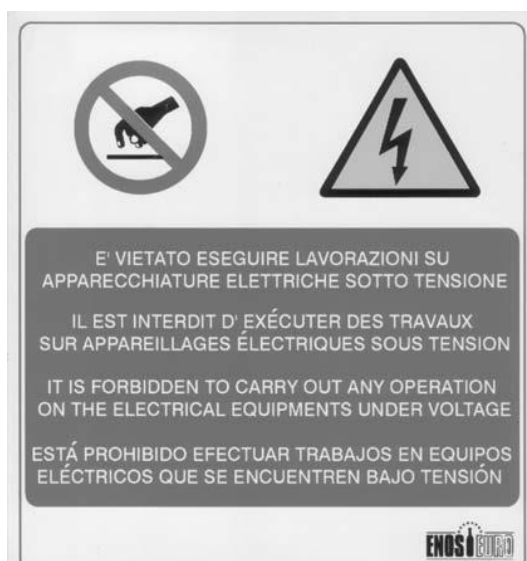 E' VIETATO ESEGUIRE LAVORAZIONI SU
APPARECCHIATURE ELETTRICHE SOTTO TENSIONE
IL EST INTERDIT D' EXÉCUTER DES TRAVAUX
SUR APPAREILLAGES ÉLECTRIQUES SOUS TENSION
IT IS FORBIDDEN TO CARRY OUT ANY OPERATION
ON THE ELECTRICAL EQUIPMENTS UNDER VOLTAGE
ESTÁ PROHIBIDO EFECTUAR TRABAJOS EN EQUIPOS
ELÉCTRICOS QUE SE ENCUENTREN BAJO TENSIÓN
ENOS EURO